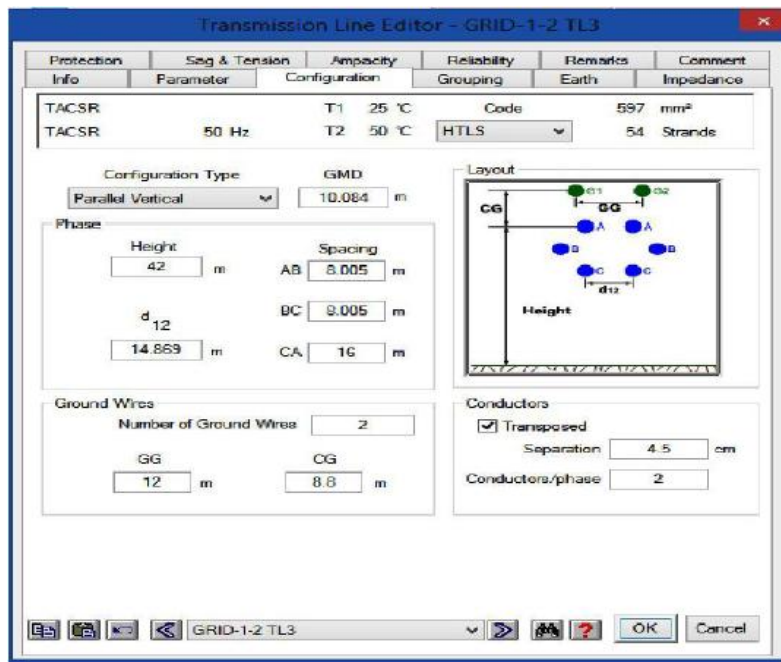 Transmission Line Editor - GRID-1-2 TL3
Protection Sag & Tension Ampacity Reliability Remarks Comment
Info Parameter Configuration Grouping Earth Impedance
TACSR T1 25 °C Code 597 mm²
TACSR 50 Hz T2 50 °C HTLS 54 Strands
Configuration Type GMD
Parallel Vertical 10.084 m
Layout
G1 G2
CG GG
A A
B B
C C
d12
Height
Phase
Height Spacing
42 m AB 8.005 m
d12 BC 8.005 m
14.869 m CA 16 m
Ground Wires
Number of Ground Wires 2
GG CG
12 m 8.8 m
Conductors
Transposed
Separation 4.5 cm
Conductors/phase 2
GRID-1-2 TL3 ? OK Cancel